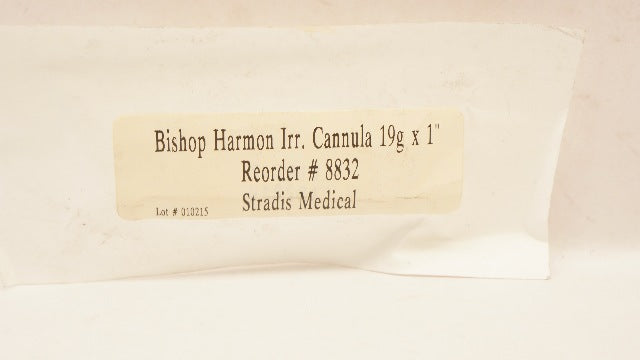 Bishop Harmon Irr. Cannula 19g x 1"
Reorder # 8832
Stradis Medical
Lot # 010215